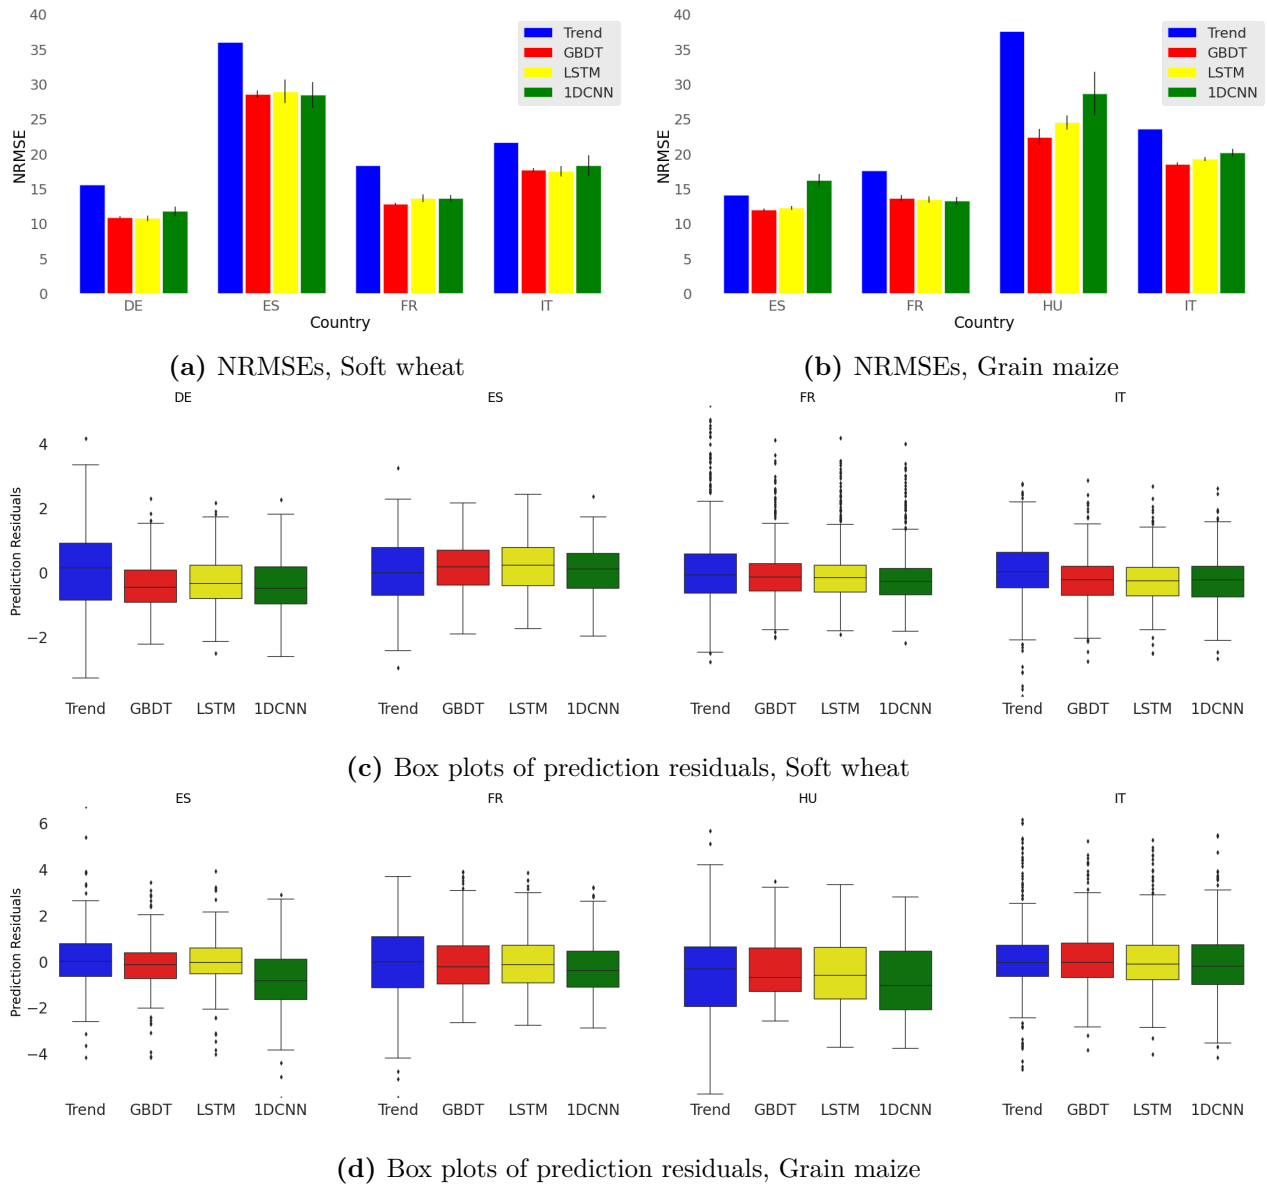 40
35
30
25
20
15
10
5
0
NRMSE
Trend
GBDT
LSTM
1DCNN
DE ES FR IT
Country
(a) NRMSEs, Soft wheat
40
35
30
25
20
15
10
5
0
NRMSE
Trend
GBDT
LSTM
1DCNN
ES FR HU IT
Country
(b) NRMSEs, Grain maize
DE ES FR IT
4
2
0
−2
Prediction Residuals
Trend GBDT LSTM 1DCNN Trend GBDT LSTM 1DCNN Trend GBDT LSTM 1DCNN Trend GBDT LSTM 1DCNN
(c) Box plots of prediction residuals, Soft wheat
ES FR HU IT
6
4
2
0
−2
−4
Prediction Residuals
Trend GBDT LSTM 1DCNN Trend GBDT LSTM 1DCNN Trend GBDT LSTM 1DCNN Trend GBDT LSTM 1DCNN
(d) Box plots of prediction residuals, Grain maize